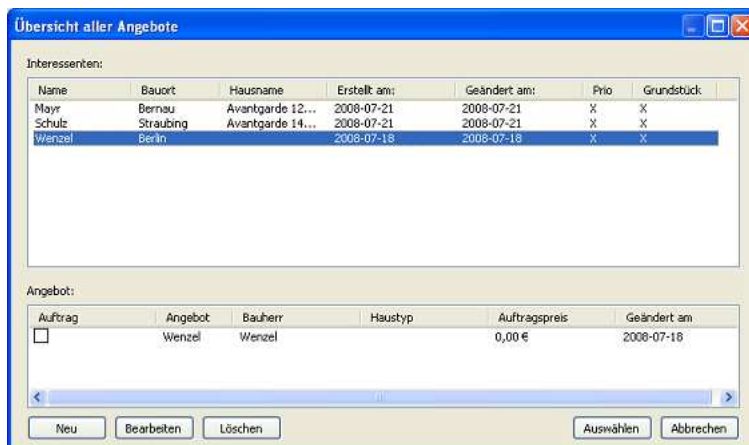 Übersicht aller Angebote
Interessenten:
Name Bauort Hausname Erstellt am: Geändert am: Prio Grundstück
Mayr Bernau Avantgarde 12... 2008-07-21 2008-07-21 X X
Schulz Straubing Avantgarde 14... 2008-07-21 2008-07-21 X X
Wenzel Berlin 2008-07-18 2008-07-18 X X
Angebot:
Auftrag Angebot Bauherr Haustyp Auftragspreis Geändert am
Wenzel Wenzel 0,00 € 2008-07-18
Neu Bearbeiten Löschen Auswählen Abbrechen